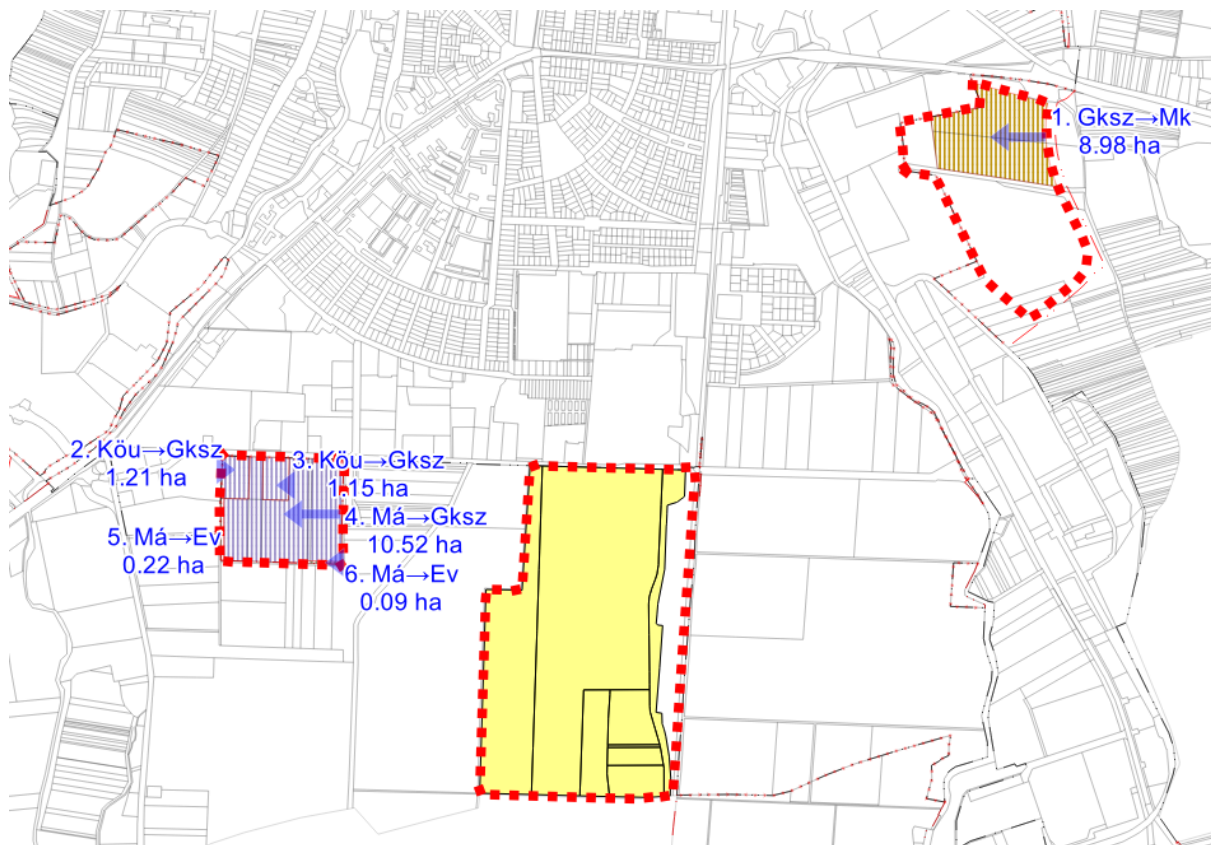 1. Gksz→Mk
8.98 ha
2. Köu→Gksz
1.21 ha
3. Köu→Gksz
1.15 ha
4. Má→Gksz
10.52 ha
5. Má→Ev
0.22 ha
6. Má→Ev
0.09 ha